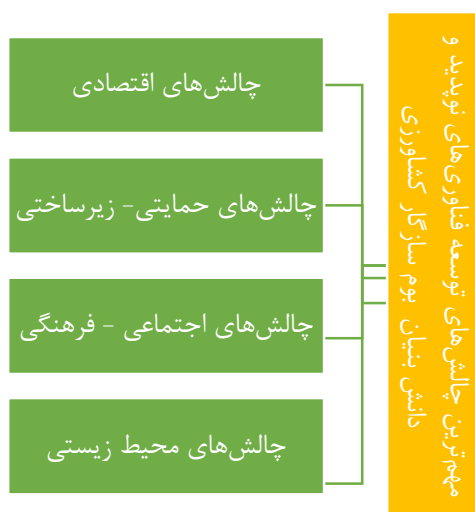 مهم‌ترین چالش‌های توسعه فناوری‌های نوپدید و
دانش بنیان بوم سازگار کشاورزی
چالش‌های اقتصادی
چالش‌های حمایتی- زیرساختی
چالش‌های اجتماعی - فرهنگی
چالش‌های محیط زیستی